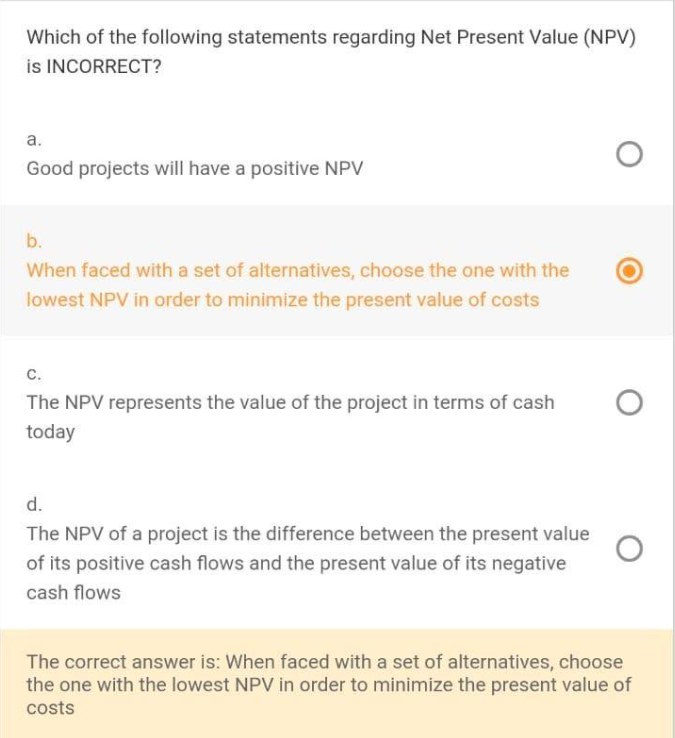 Which of the following statements regarding Net Present Value (NPV)
is INCORRECT?
a.
Good projects will have a positive NPV
b.
When faced with a set of alternatives, choose the one with the
lowest NPV in order to minimize the present value of costs
c.
The NPV represents the value of the project in terms of cash
today
d.
The NPV of a project is the difference between the present value
of its positive cash flows and the present value of its negative
cash flows
The correct answer is: When faced with a set of alternatives, choose
the one with the lowest NPV in order to minimize the present value of
costs